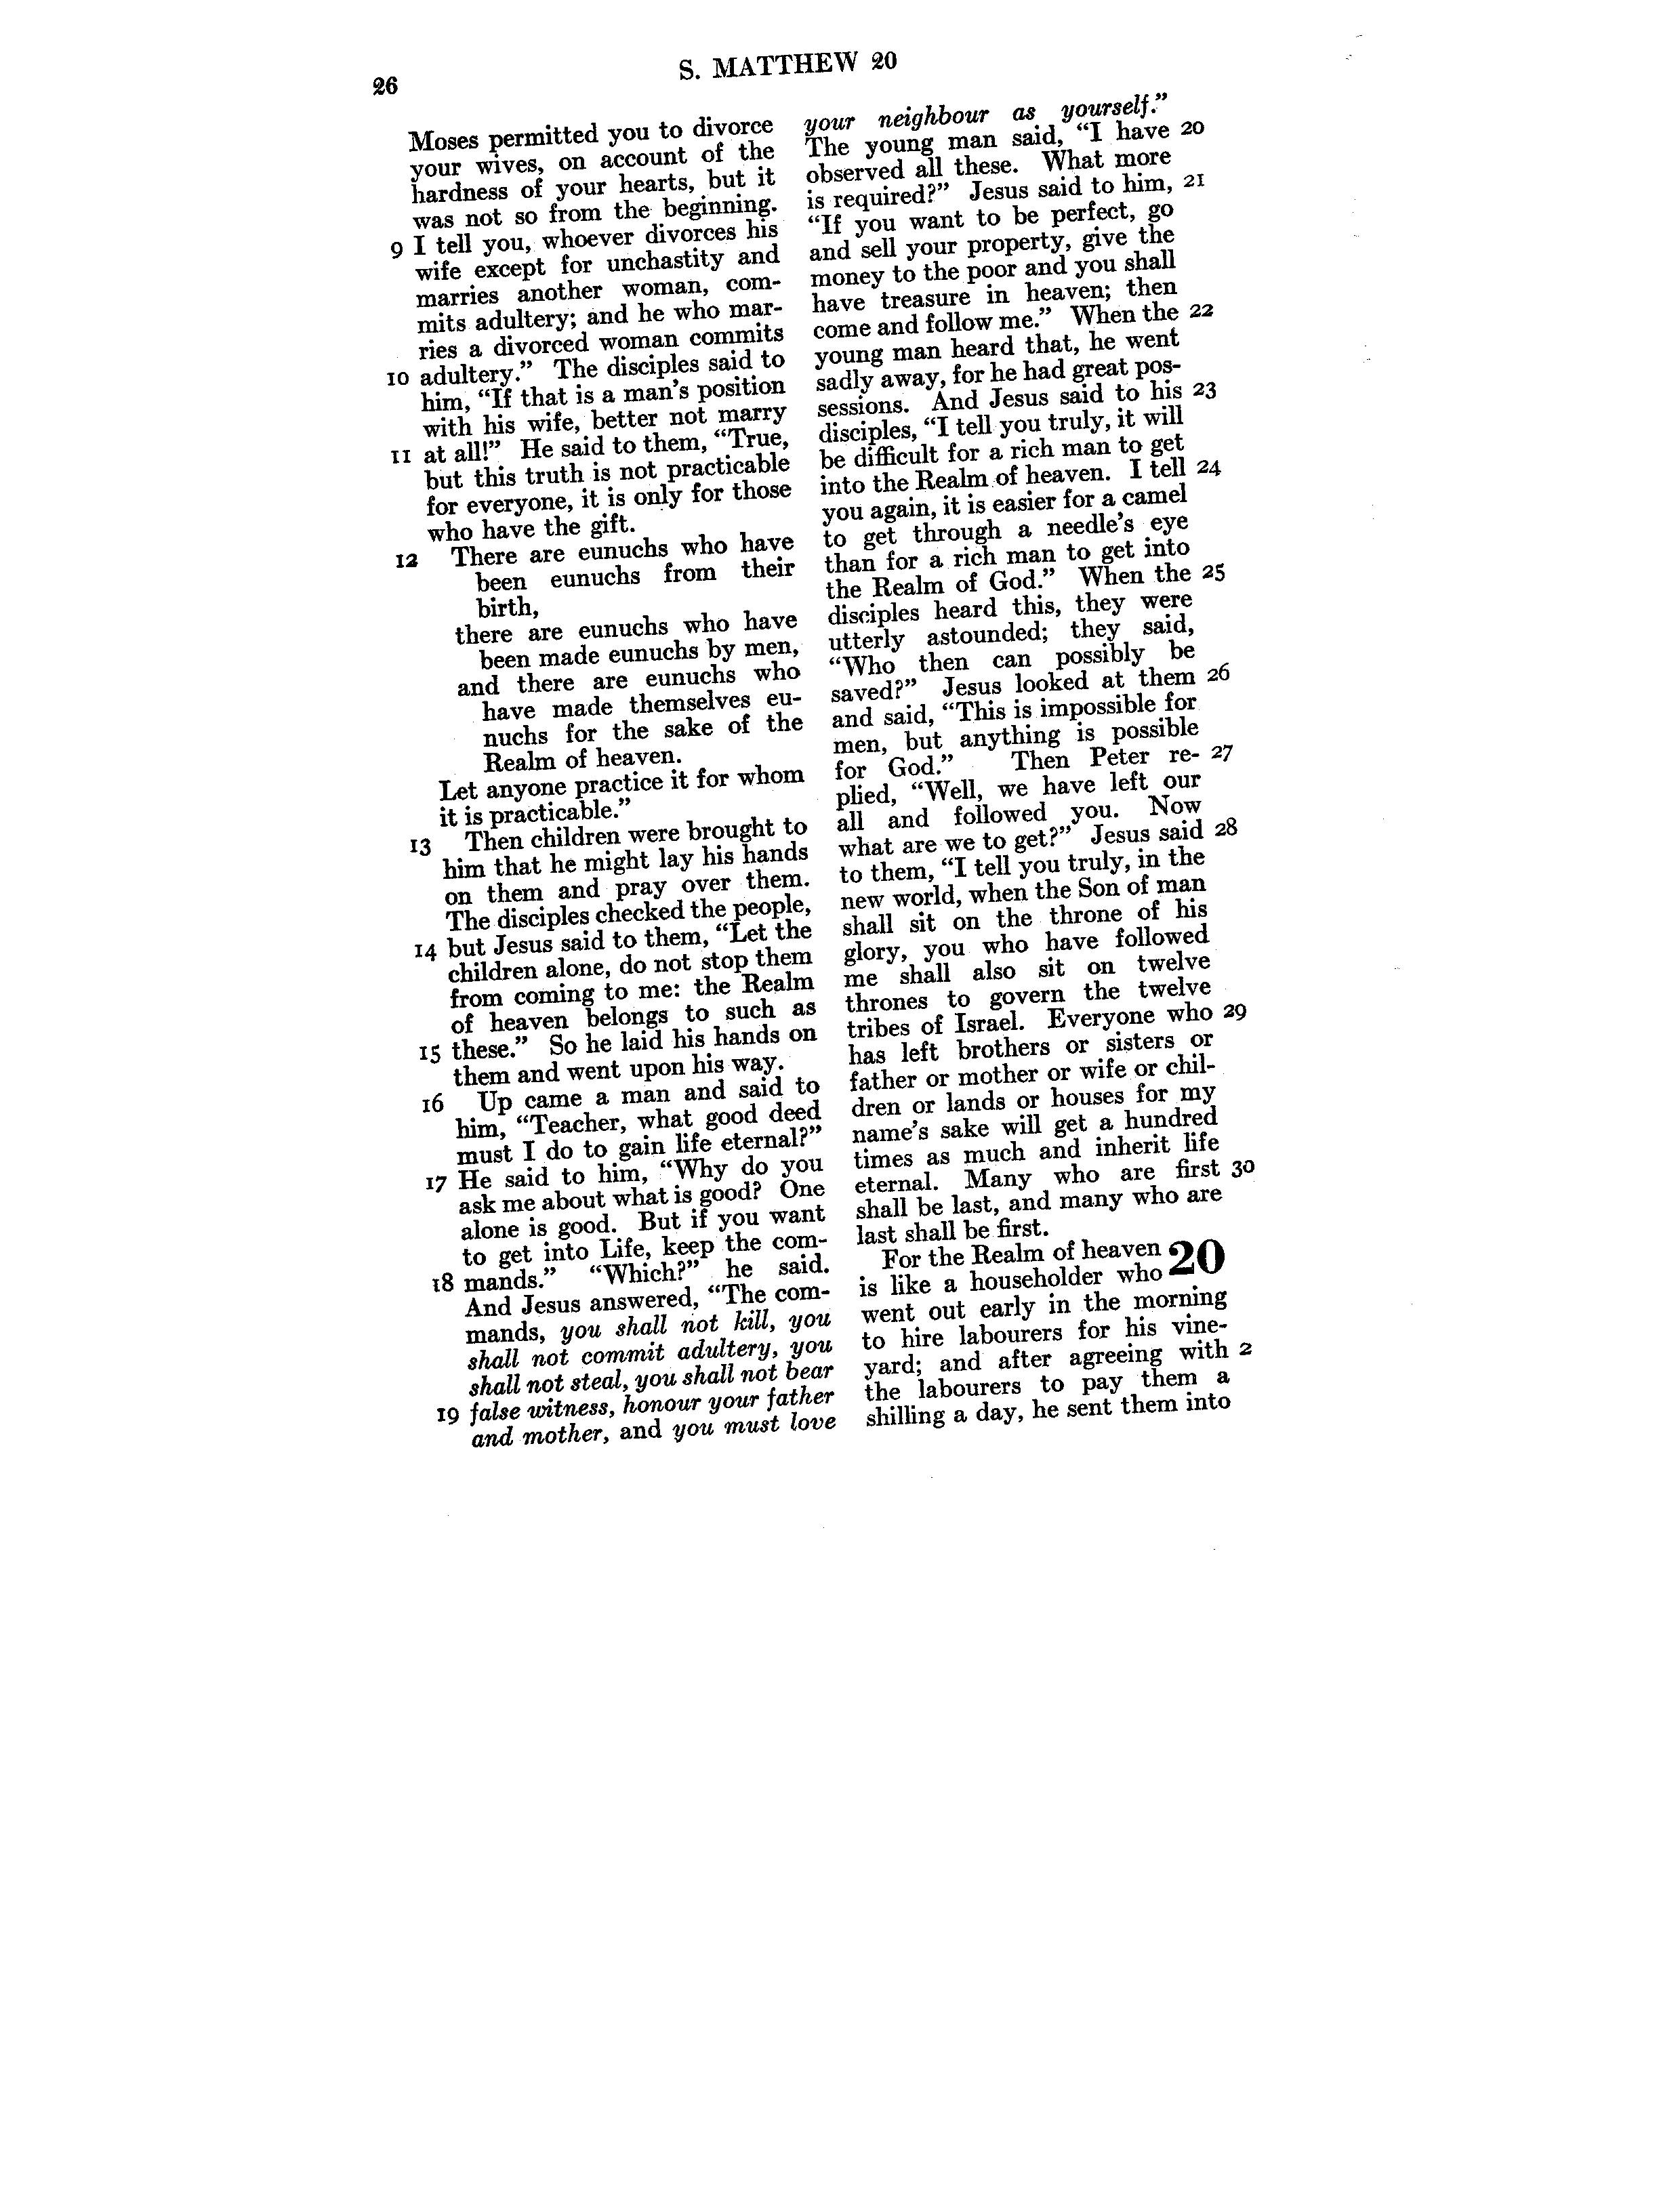 26
S. MATTHEW 20
Moses permitted you to divorce
your wives, on account of the
hardness of your hearts, but it
was not so from the beginning.
9 I tell you, whoever divorces his
wife except for unchastity and
marries another woman, com-
mits adultery; and he who mar-
ries a divorced woman commits
10 adultery.” The disciples said to
him, “If that is a man’s position
with his wife, better not marry
11 at all!” He said to them, “True,
but this truth is not practicable
for everyone, it is only for those
who have the gift.
12 There are eunuchs who have
been eunuchs from their
birth,
there are eunuchs who have
been made eunuchs by men,
and there are eunuchs who
have made themselves eu-
nuchs for the sake of the
Realm of heaven.
Let anyone practice it for whom
it is practicable.”
13 Then children were brought to
him that he might lay his hands
on them and pray over them.
The disciples checked the people,
14 but Jesus said to them, “Let the
children alone, do not stop them
from coming to me: the Realm
of heaven belongs to such as
15 these.” So he laid his hands on
them and went upon his way.
16 Up came a man and said to
him, “Teacher, what good deed
must I do to gain life eternal?”
17 He said to him, “Why do you
ask me about what is good? One
alone is good. But if you want
to get into Life, keep the com-
18 mands.” “Which?” he said.
And Jesus answered, “The com-
mands, you shall not kill, you
shall not commit adultery, you
shall not steal, you shall not bear
19 false witness, honour your father
and mother, and you must love
your neighbour as yourself.”
The young man said, “I have 20
observed all these. What more
is required?” Jesus said to him, 21
“If you want to be perfect, go
and sell your property, give the
money to the poor and you shall
have treasure in heaven; then
come and follow me.” When the 22
young man heard that, he went
sadly away, for he had great pos-
sessions. And Jesus said to his 23
disciples, “I tell you truly, it will
be difficult for a rich man to get
into the Realm of heaven. I tell 24
you again, it is easier for a camel
to get through a needle’s eye
than for a rich man to get into
the Realm of God.” When the 25
disciples heard this, they were
utterly astounded; they said,
“Who then can possibly be
saved?” Jesus looked at them 26
and said, “This is impossible for
men, but anything is possible
for God.” Then Peter re- 27
plied, “Well, we have left our
all and followed you. Now
what are we to get?” Jesus said 28
to them, “I tell you truly, in the
new world, when the Son of man
shall sit on the throne of his
glory, you who have followed
me shall also sit on twelve
thrones to govern the twelve
tribes of Israel. Everyone who 29
has left brothers or sisters or
father or mother or wife or chil-
dren or lands or houses for my
name’s sake will get a hundred
times as much and inherit life
eternal. Many who are first 30
shall be last, and many who are
last shall be first.
For the Realm of heaven 20
is like a householder who
went out early in the morning
to hire labourers for his vine-
yard; and after agreeing with 2
the labourers to pay them a
shilling a day, he sent them into